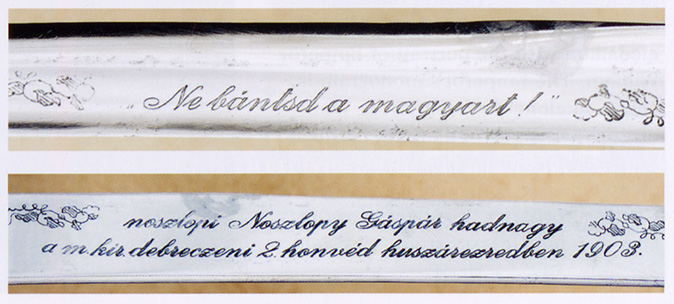 „Ne bántsd a magyart!"
noszlopi Noszlopy Gáspár hadnagy
a m. kir. debreczeni 2. honvéd huszárezredben 1903.